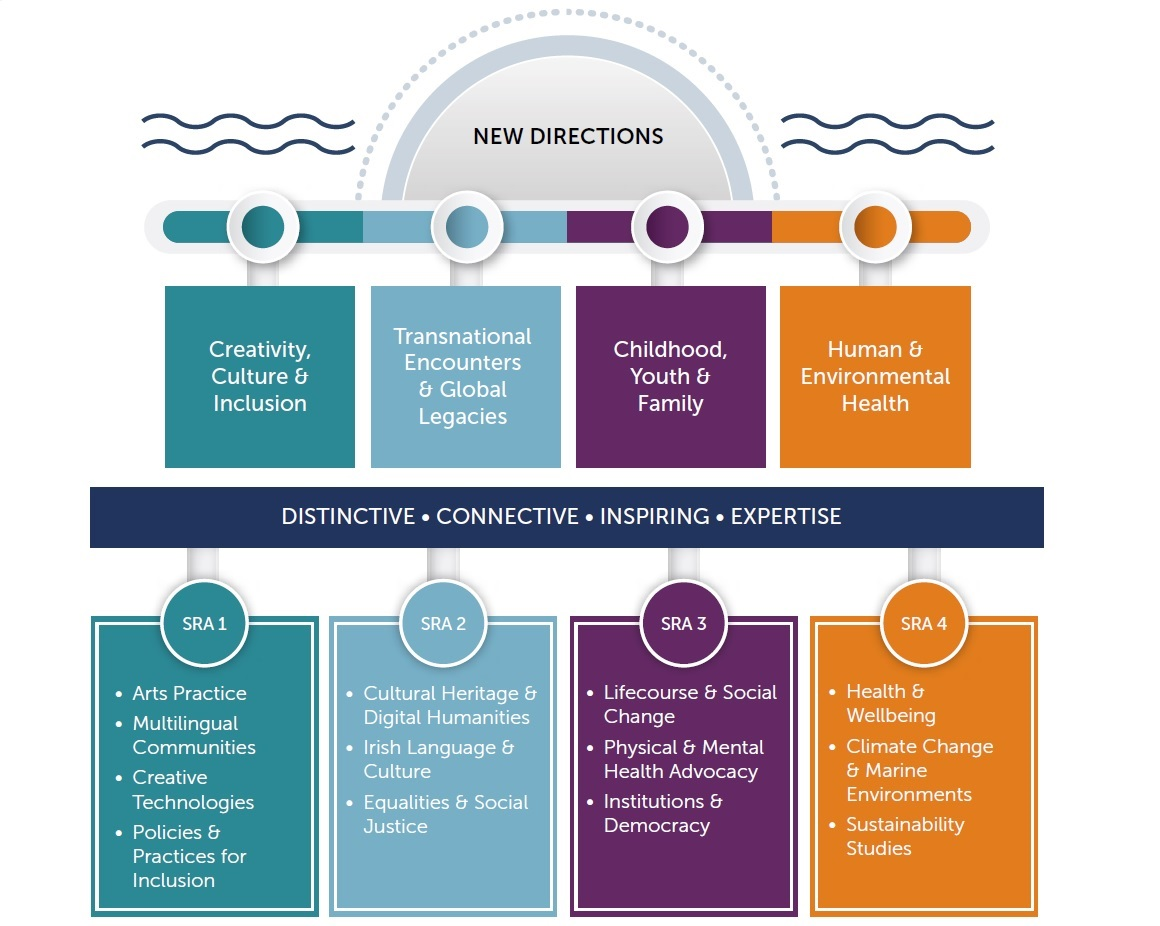 NEW DIRECTIONS
Creativity,
Culture &
Inclusion
Transnational
Encounters
& Global
Legacies
Childhood,
Youth &
Family
Human &
Environmental
Health
DISTINCTIVE • CONNECTIVE • INSPIRING • EXPERTISE
SRA 1
• Arts Practice
• Multilingual
Communities
• Creative
Technologies
• Policies &
Practices for
Inclusion
SRA 2
• Cultural Heritage &
Digital Humanities
• Irish Language &
Culture
• Equalities & Social
Justice
SRA 3
• Lifecourse & Social
Change
• Physical & Mental
Health Advocacy
• Institutions &
Democracy
SRA 4
• Health &
Wellbeing
• Climate Change
& Marine
Environments
• Sustainability
Studies